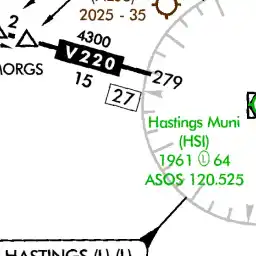 2025 - 35
2
4300
V220
279
MORGS
15
27
Hastings Muni
(HSI)
1961 Ⓛ 64
ASOS 120.525
HASTINGS (L) (L)